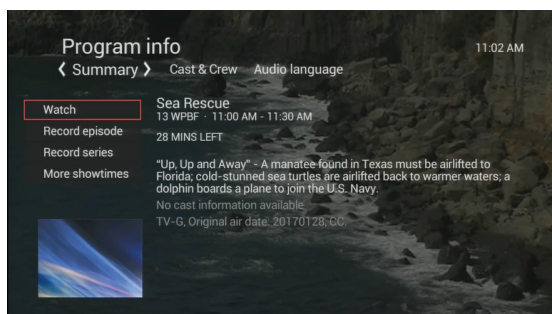 Program info
11:02 AM
❮ Summary ❯ Cast & Crew Audio language
Watch
Record episode
Record series
More showtimes
Sea Rescue
13 WPBF · 11:00 AM - 11:30 AM
28 MINS LEFT
"Up, Up and Away" - A manatee found in Texas must be airlifted to
Florida; cold-stunned sea turtles are airlifted back to warmer waters; a
dolphin boards a plane to join the U.S. Navy.
No cast information available
TV-G, Original air date: 20170128, CC.